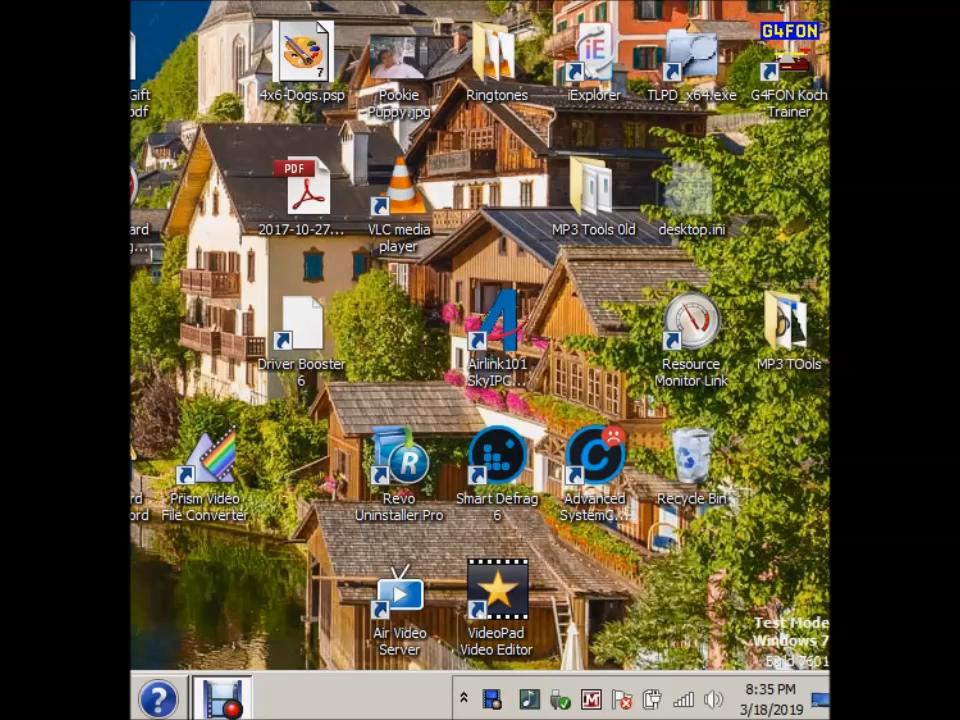 G4FON
Gift
pdf
7
4x6-Dogs.psp
Pookie
Puppy.jpg
Ringtones
iE
iExplorer
TLPD_x64.exe
G4FON Koch
Trainer
PDF
ard
2017-10-27...
VLC media
player
MP3 Tools Old
desktop.ini
Driver Booster
6
Airlink101
SkyIPC...
Resource
Monitor Link
MP3 TOols
R
rd
ord
Prism Video
File Converter
Revo
Uninstaller Pro
Smart Defrag
6
Advanced
SystemC...
Recycle Bin
Air Video
Server
VideoPad
Video Editor
Test Mode
Windows 7
Build 7601
?
M
8:35 PM
3/18/2019